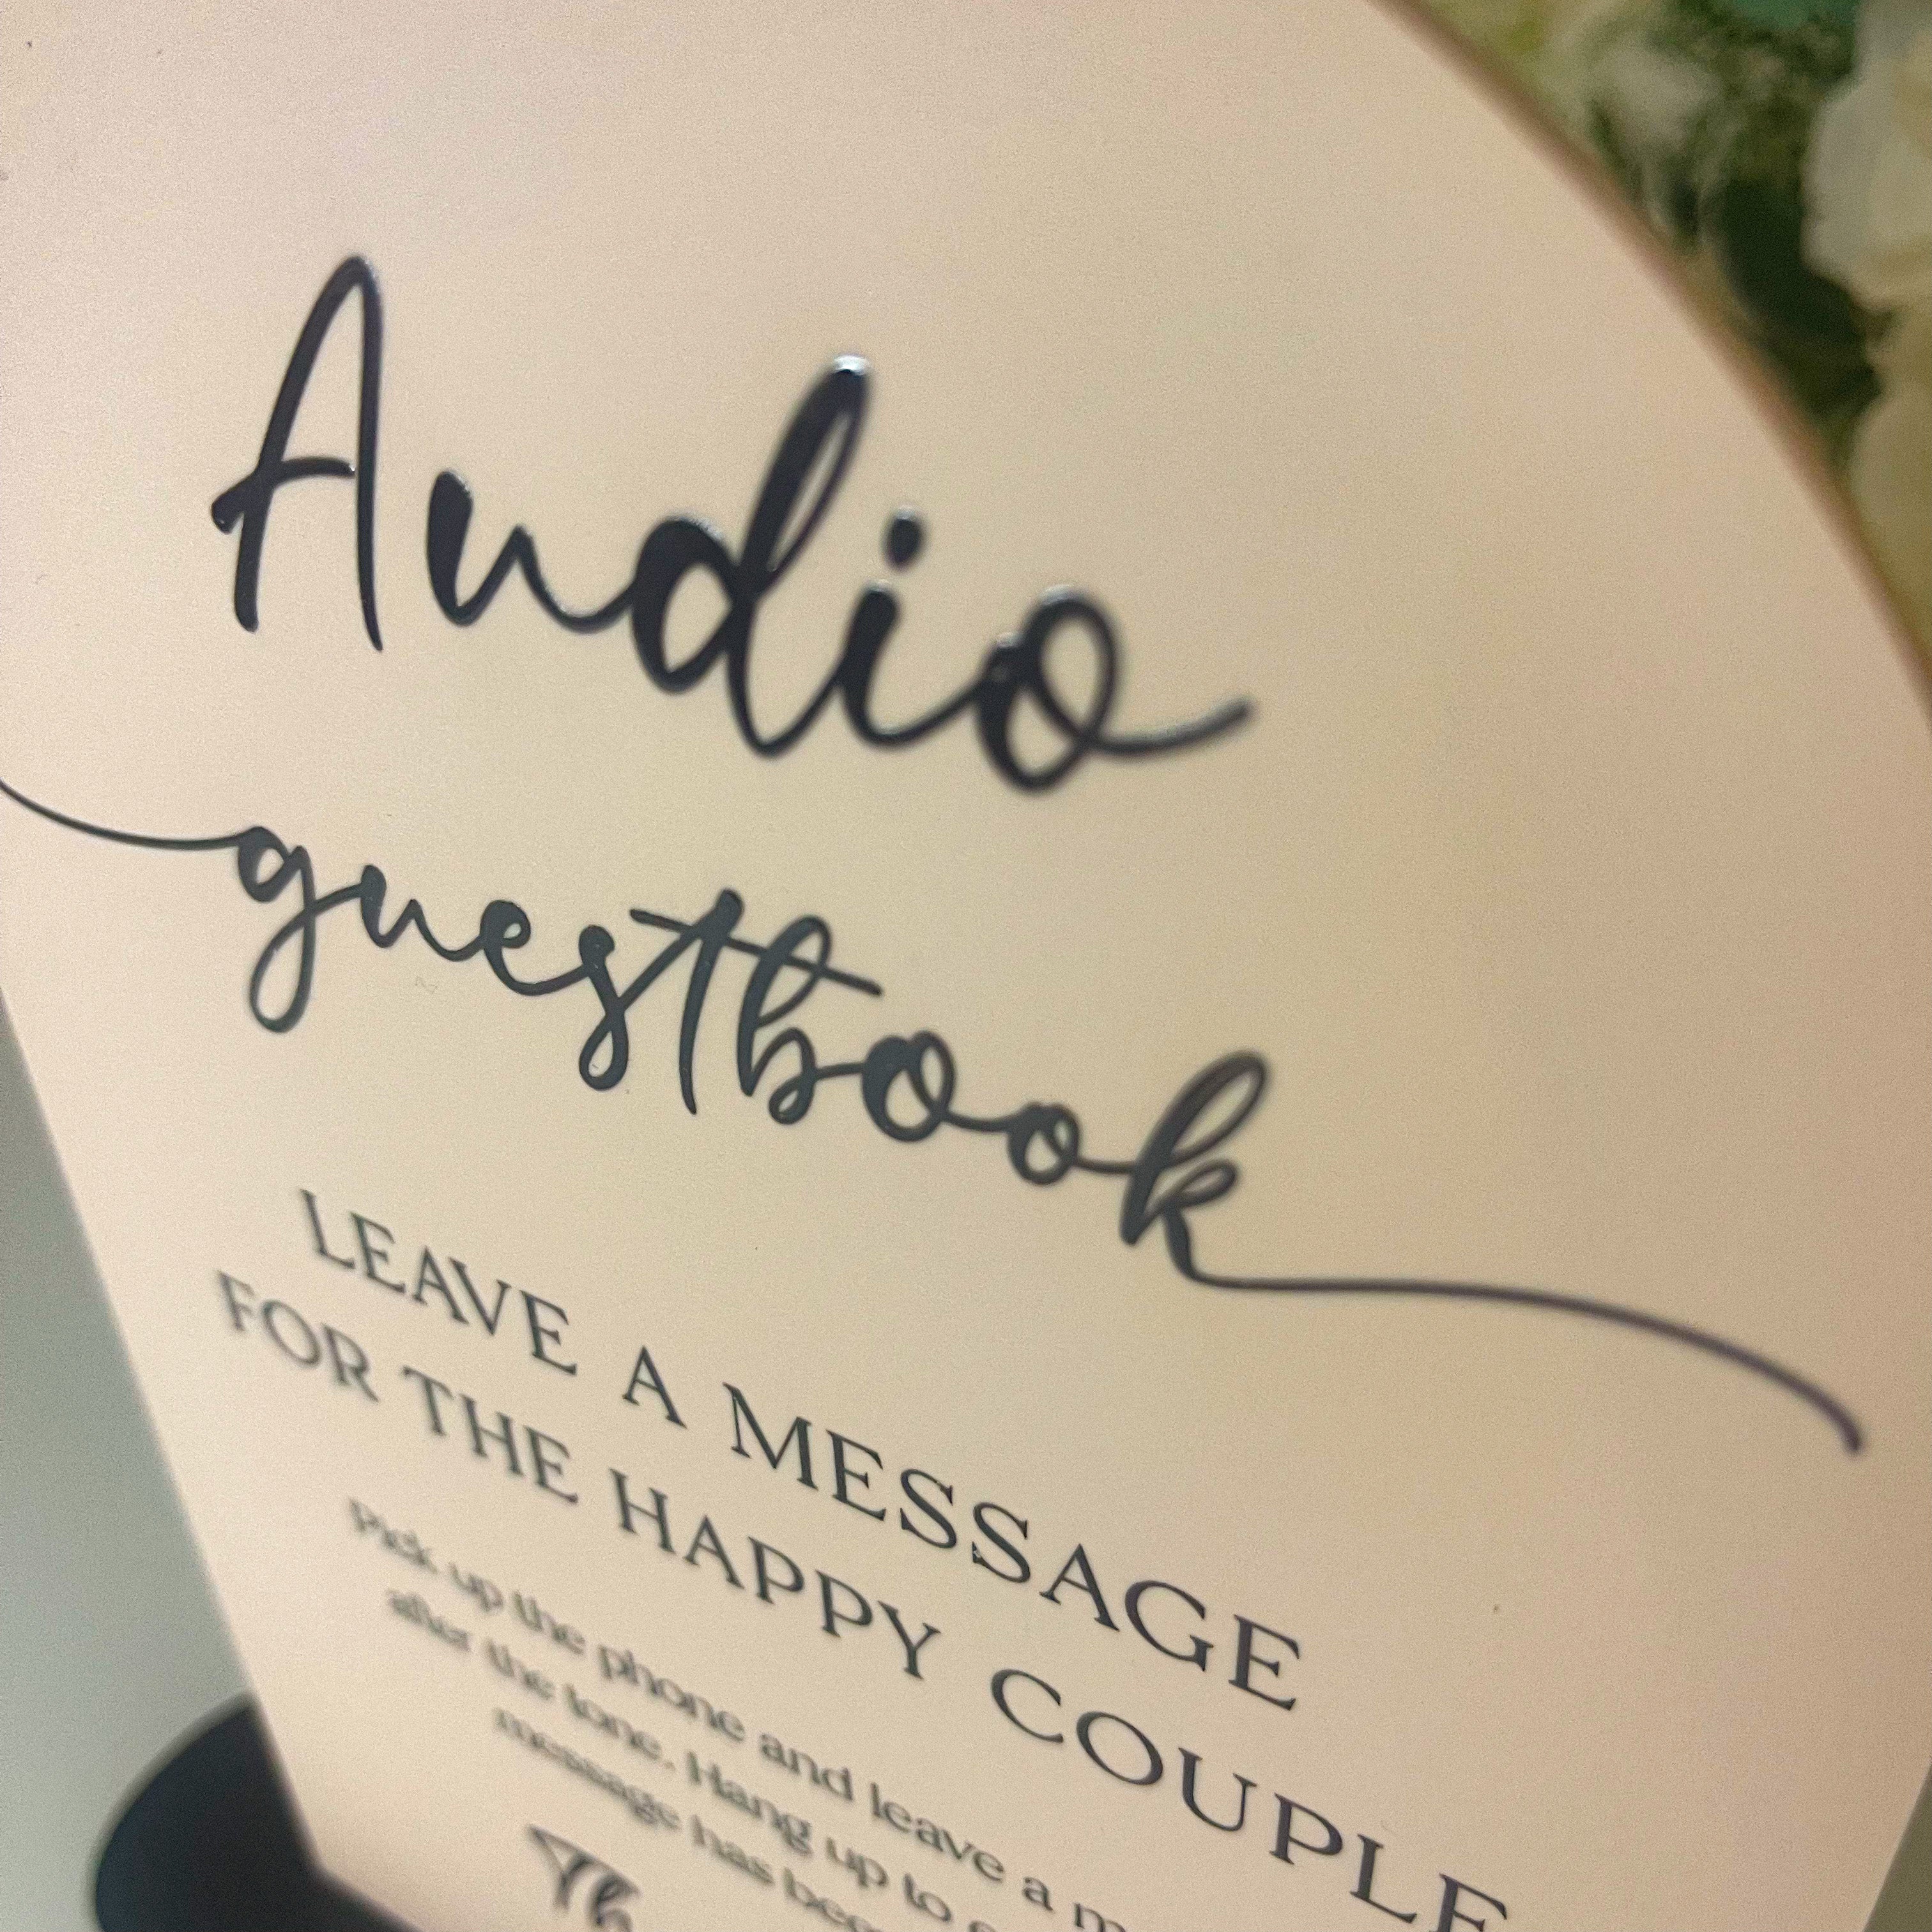 Audio
guestbook
LEAVE A MESSAGE
FOR THE HAPPY COUPLE
Pick up the phone and leave a
after the tone. Hang up to
message has